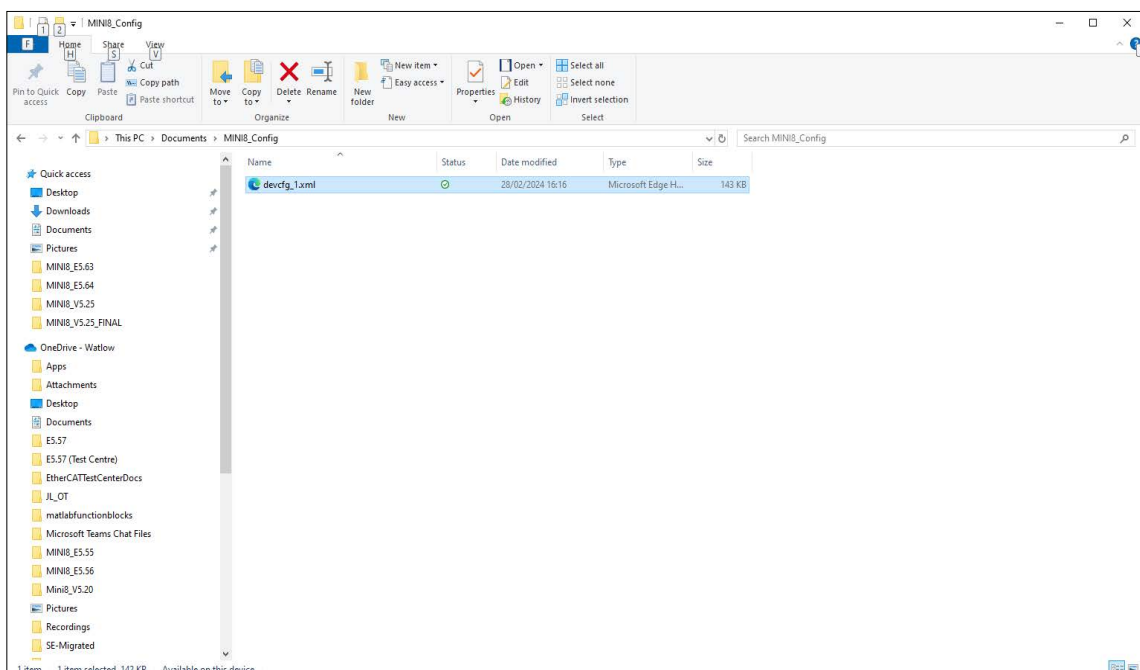 MINI8_Config
1
2
F
Home
Share
View
H
S
V
Pin to Quick access
Copy
Paste
Cut
Copy path
Paste shortcut
Clipboard
Move to
Copy to
Delete
Rename
Organize
New folder
New item
Easy access
New
Properties
Open
Edit
History
Open
Select all
Select none
Invert selection
Select
This PC > Documents > MINI8_Config
Search MINI8_Config
Name Status Date modified Type Size
devcfg_1.xml 28/02/2024 16:16 Microsoft Edge H... 143 KB
Quick access
Desktop
Downloads
Documents
Pictures
MINI8_E5.63
MINI8_E5.64
MINI8_V5.25
MINI8_V5.25_FINAL
OneDrive - Watlow
Apps
Attachments
Desktop
Documents
E5.57
E5.57 (Test Centre)
EtherCATTestCenterDocs
JL_OT
matlabfunctionblocks
Microsoft Teams Chat Files
MINI8_E5.55
MINI8_E5.56
Mini8_V5.20
Pictures
Recordings
SE-Migrated
1 item 1 item selected 143 KB Available on this device